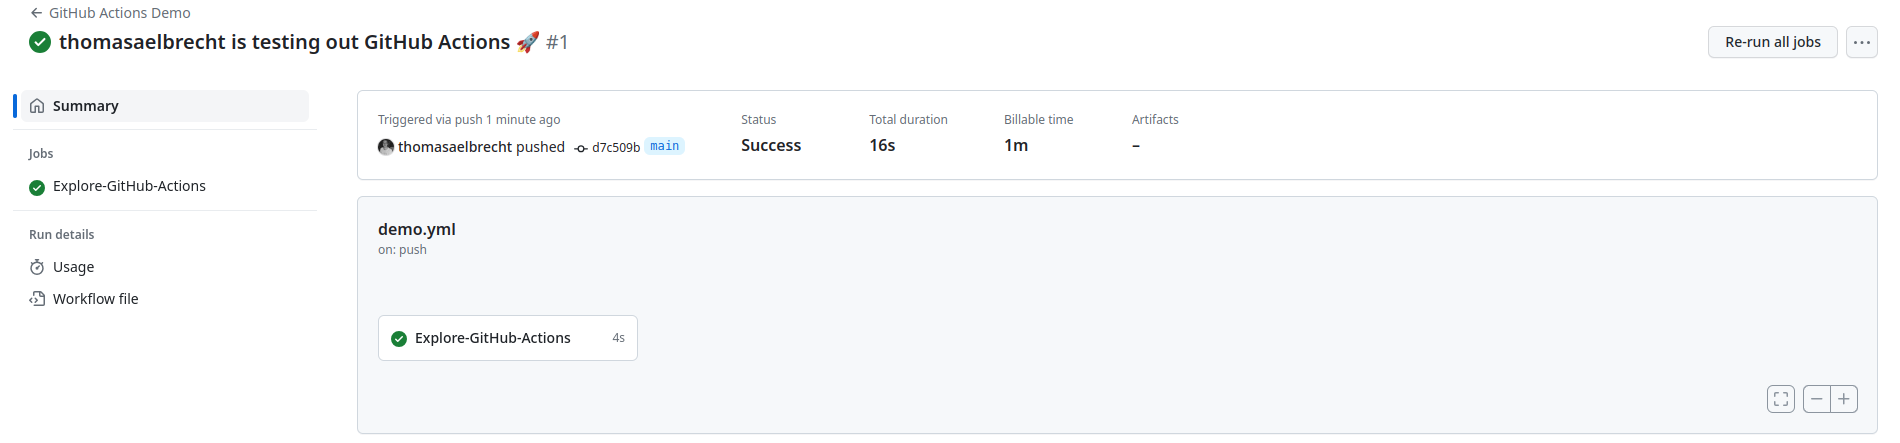 ← GitHub Actions Demo
thomasaelbrecht is testing out GitHub Actions 🚀 #1
Re-run all jobs
...
Summary
Jobs
Explore-GitHub-Actions
Run details
Usage
Workflow file
Triggered via push 1 minute ago
thomasaelbrecht pushed d7c509b main
Status
Success
Total duration
16s
Billable time
1m
Artifacts
–
demo.yml
on: push
Explore-GitHub-Actions 4s